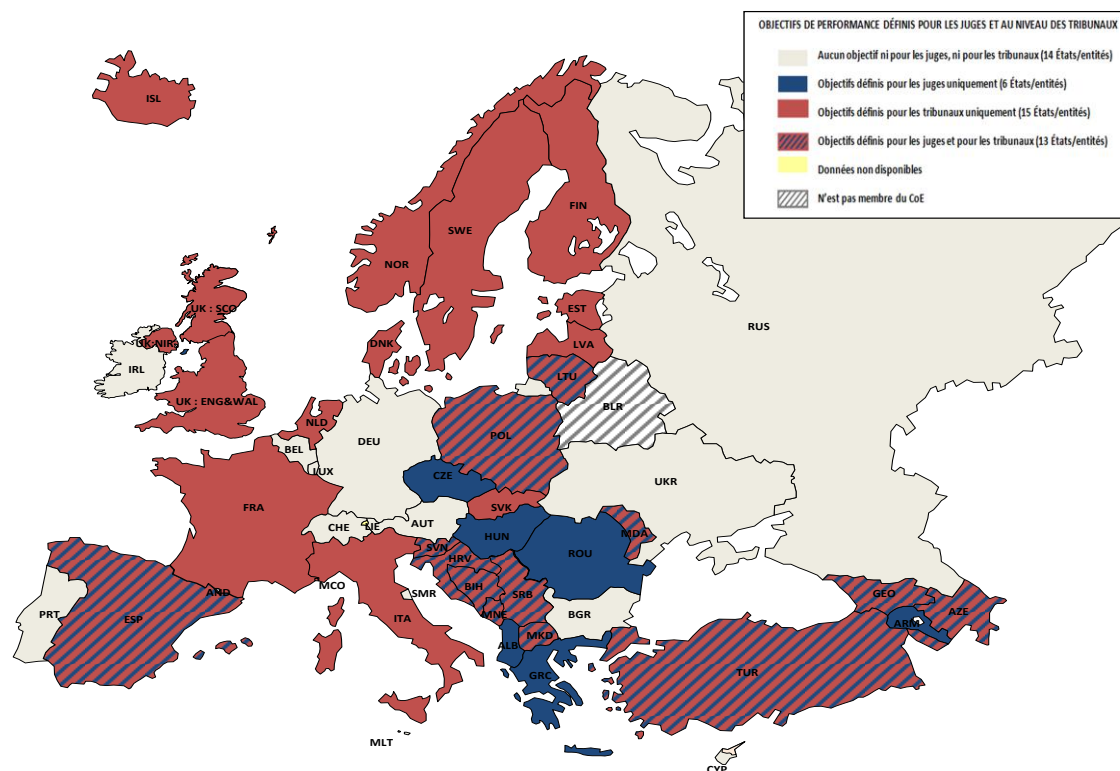 OBJECTIFS DE PERFORMANCE DÉFINIS POUR LES JUGES ET AU NIVEAU DES TRIBUNAUX
Aucun objectif ni pour les juges, ni pour les tribunaux (14 États/entités)
Objectifs définis pour les juges uniquement (6 États/entités)
Objectifs définis pour les tribunaux uniquement (15 États/entités)
Objectifs définis pour les juges et pour les tribunaux (13 États/entités)
Données non disponibles
N'est pas membre du CoE
ISL
FIN
SWE
NOR
UK : SCO
EST
RUS
UK:NIR
DNK
LVA
IRL
LTU
UK : ENG&WAL
BLR
NLD
POL
DEU
BEL
LUX
CZE
UKR
FRA
SVK
CHE
LIE
AUT
HUN
MDA
SVN
ROU
HRV
MCO
BIH
SMR
SRB
AND
GEO
PRT
ESP
ITA
MNE
BGR
AZE
ARM
MKD
ALB
GRC
TUR
MLT
CYP